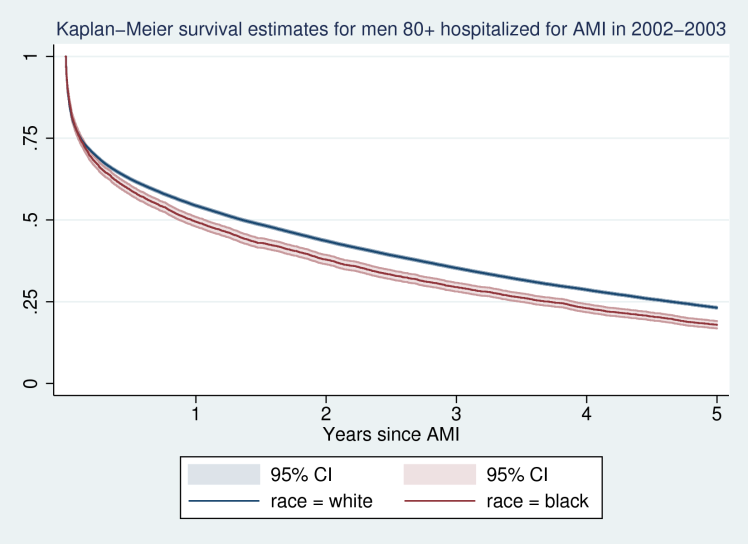 Kaplan−Meier survival estimates for men 80+ hospitalized for AMI in 2002−2003
1
.75
.5
.25
0
1 2 3 4 5
Years since AMI
95% CI 95% CI
race = white race = black